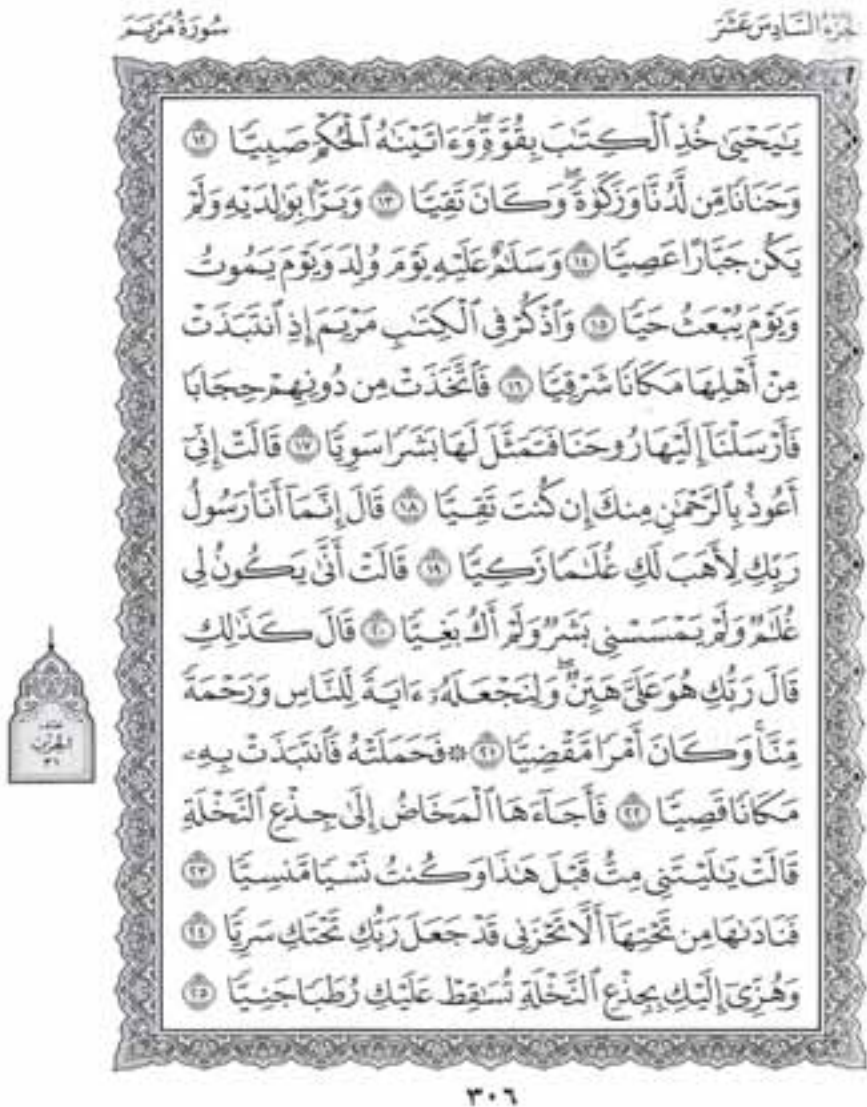 سُورَةُ مَرْيَمَ
الجُزْءُ السَّادِسَ عَشَرَ
يَٰيَحْيَىٰ خُذِ ٱلْكِتَٰبَ بِقُوَّةٍۖ وَءَاتَيْنَٰهُ ٱلْحُكْمَ صَبِيًّا ١٢
وَحَنَانًا مِّن لَّدُنَّا وَزَكَوٰةًۖ وَكَانَ تَقِيًّا ١٣ وَبَرًّۢا بِوَٰلِدَيْهِ وَلَمْ
يَكُن جَبَّارًا عَصِيًّا ١٤ وَسَلَٰمٌ عَلَيْهِ يَوْمَ وُلِدَ وَيَوْمَ يَمُوتُ
وَيَوْمَ يُبْعَثُ حَيًّا ١٥ وَٱذْكُرْ فِى ٱلْكِتَٰبِ مَرْيَمَ إِذِ ٱنتَبَذَتْ
مِنْ أَهْلِهَا مَكَانًا شَرْقِيًّا ١٦ فَٱتَّخَذَتْ مِن دُونِهِمْ حِجَابًا
فَأَرْسَلْنَآ إِلَيْهَا رُوحَنَا فَتَمَثَّلَ لَهَا بَشَرًا سَوِيًّا ١٧ قَالَتْ إِنِّىٓ
أَعُوذُ بِٱلرَّحْمَٰنِ مِنكَ إِن كُنتَ تَقِيًّا ١٨ قَالَ إِنَّمَآ أَنَا۠ رَسُولُ
رَبِّكِ لِأَهَبَ لَكِ غُلَٰمًا زَكِيًّا ١٩ قَالَتْ أَنَّىٰ يَكُونُ لِى
غُلَٰمٌ وَلَمْ يَمْسَسْنِى بَشَرٌ وَلَمْ أَكُ بَغِيًّا ٢٠ قَالَ كَذَٰلِكِ
قَالَ رَبُّكِ هُوَ عَلَىَّ هَيِّنٌۖ وَلِنَجْعَلَهُۥٓ ءَايَةً لِّلنَّاسِ وَرَحْمَةً
مِّنَّاۚ وَكَانَ أَمْرًا مَّقْضِيًّا ٢١ ۞ فَحَمَلَتْهُ فَٱنتَبَذَتْ بِهِۦ
مَكَانًا قَصِيًّا ٢٢ فَأَجَآءَهَا ٱلْمَخَاضُ إِلَىٰ جِذْعِ ٱلنَّخْلَةِ
قَالَتْ يَٰلَيْتَنِى مِتُّ قَبْلَ هَٰذَا وَكُنتُ نَسْيًا مَّنسِيًّا ٢٣
فَنَادَىٰهَا مِن تَحْتِهَآ أَلَّا تَحْزَنِى قَدْ جَعَلَ رَبُّكِ تَحْتَكِ سَرِيًّا ٢٤
وَهُزِّىٓ إِلَيْكِ بِجِذْعِ ٱلنَّخْلَةِ تُسَٰقِطْ عَلَيْكِ رُطَبًا جَنِيًّا ٢٥
الحزب
٣١
٣٠٦